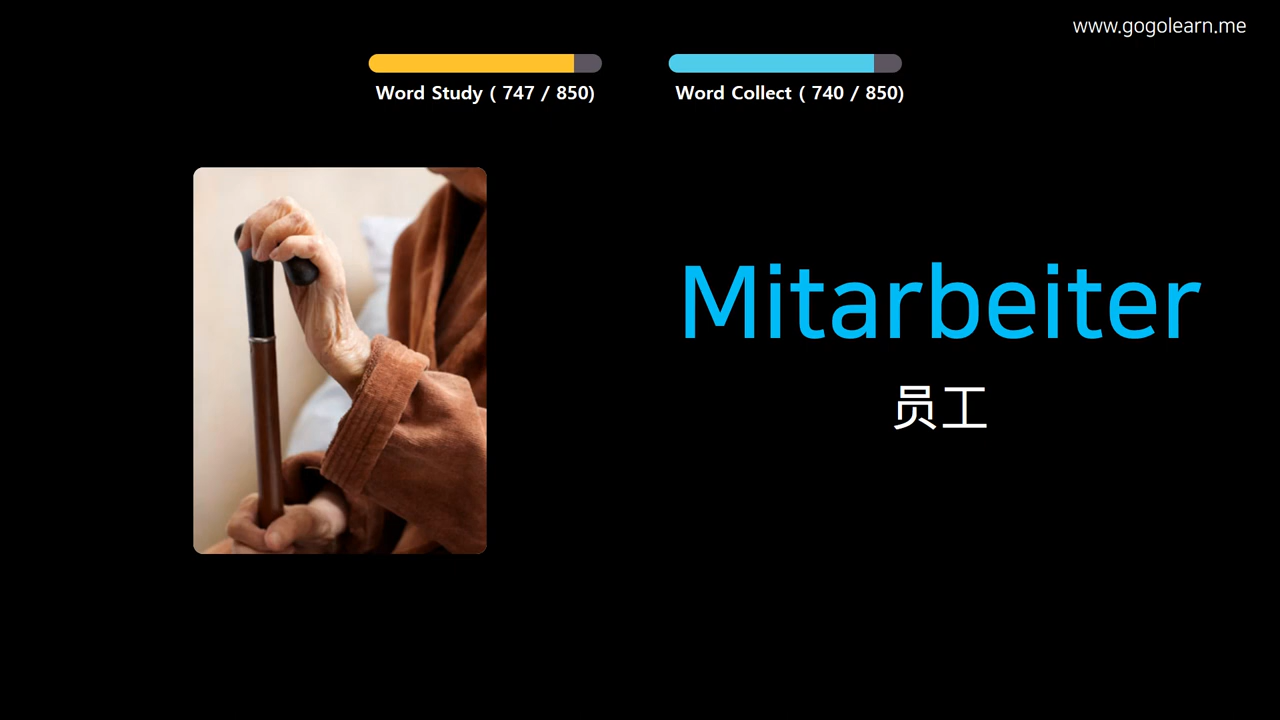 www.gogolearn.me
Word Study ( 747 / 850)
Word Collect ( 740 / 850)
Mitarbeiter
员工